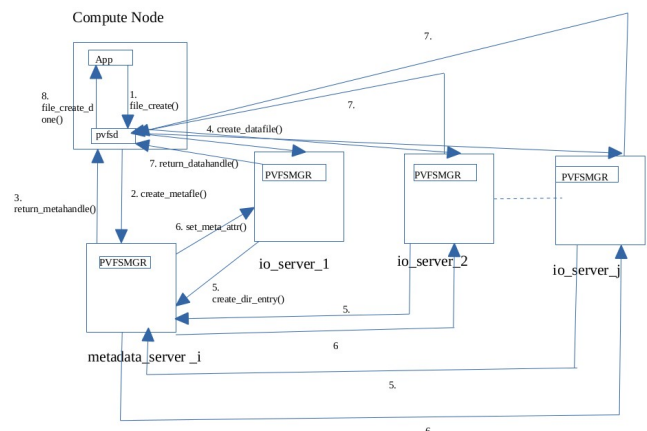 Compute Node
7.
App
8.
file_create_d
one()
1.
file_create()
7.
pvfsd
4. create_datafile()
7. return_datahandle()
PVFSMGR
PVFSMGR
PVFSMGR
3.
return_metahandle()
2. create_metafle()
6. set_meta_attr()
PVFSMGR
io_server_1
io_server_2
io_server_j
5.
create_dir_entry()
5.
6
metadata_server _i
5.
6